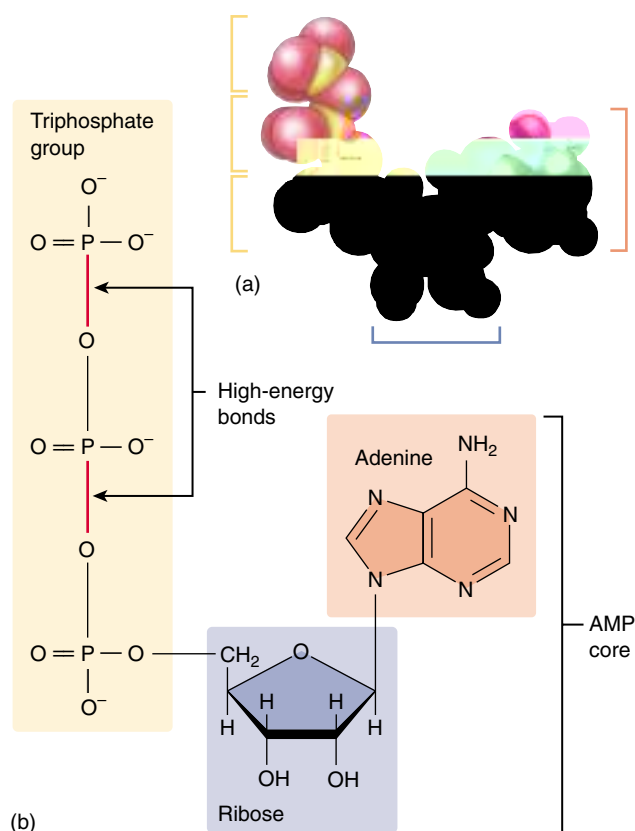 (a)
Triphosphate
group
O⁻
O=P–O⁻
O
High-energy
bonds
O=P–O⁻
O
O=P–O
O⁻
Adenine
NH₂
N
N
N
N
AMP
core
CH₂
O
H
H
H
H
OH
OH
Ribose
(b)